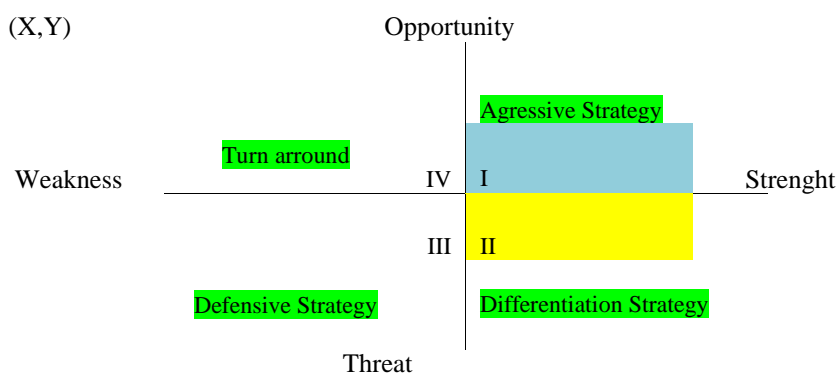 (X,Y)
Opportunity
Agressive Strategy
Turn arround
Weakness
IV
I
Strenght
III
II
Defensive Strategy
Differentiation Strategy
Threat